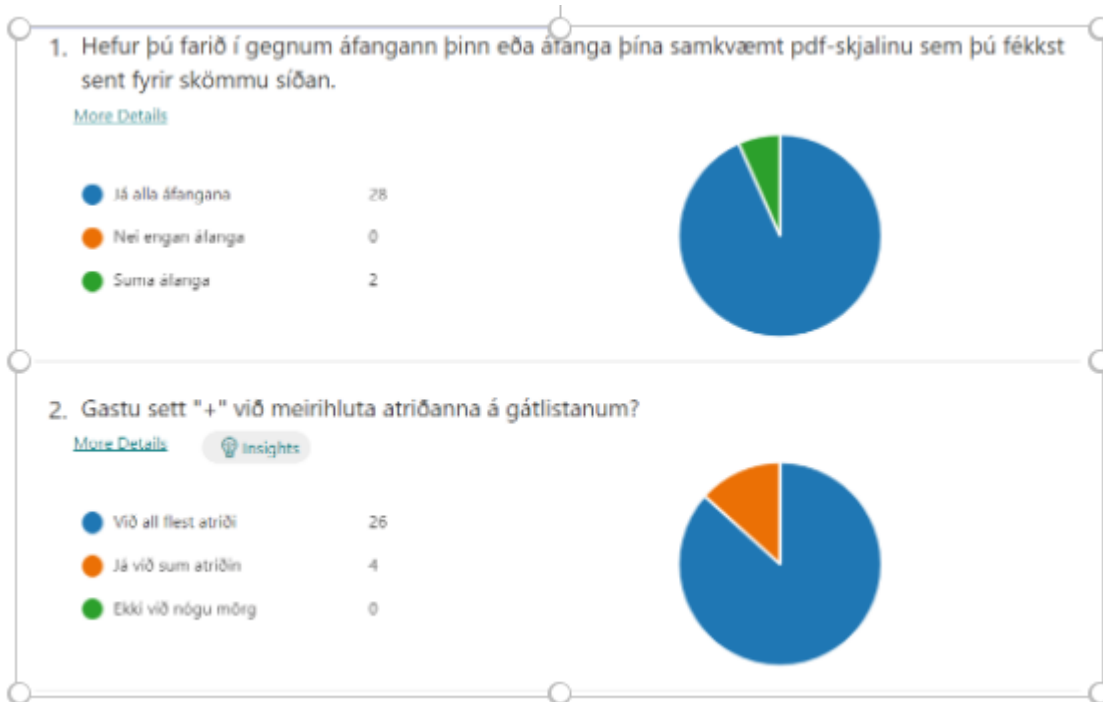 1. Hefur þú farið í gegnum áfangann þinn eða áfanga þína samkvæmt pdf-skjalinu sem þú fékkst
sent fyrir skömmu síðan.
More Details
Já alla áfangana 28
Nei engan áfanga 0
Suma áfanga 2
2. Gastu sett "+" við meirihluta atriðanna á gátlistanum?
More Details Insights
Við all flest atriði 26
Já við sum atriðin 4
Ekki við nógu mörg 0